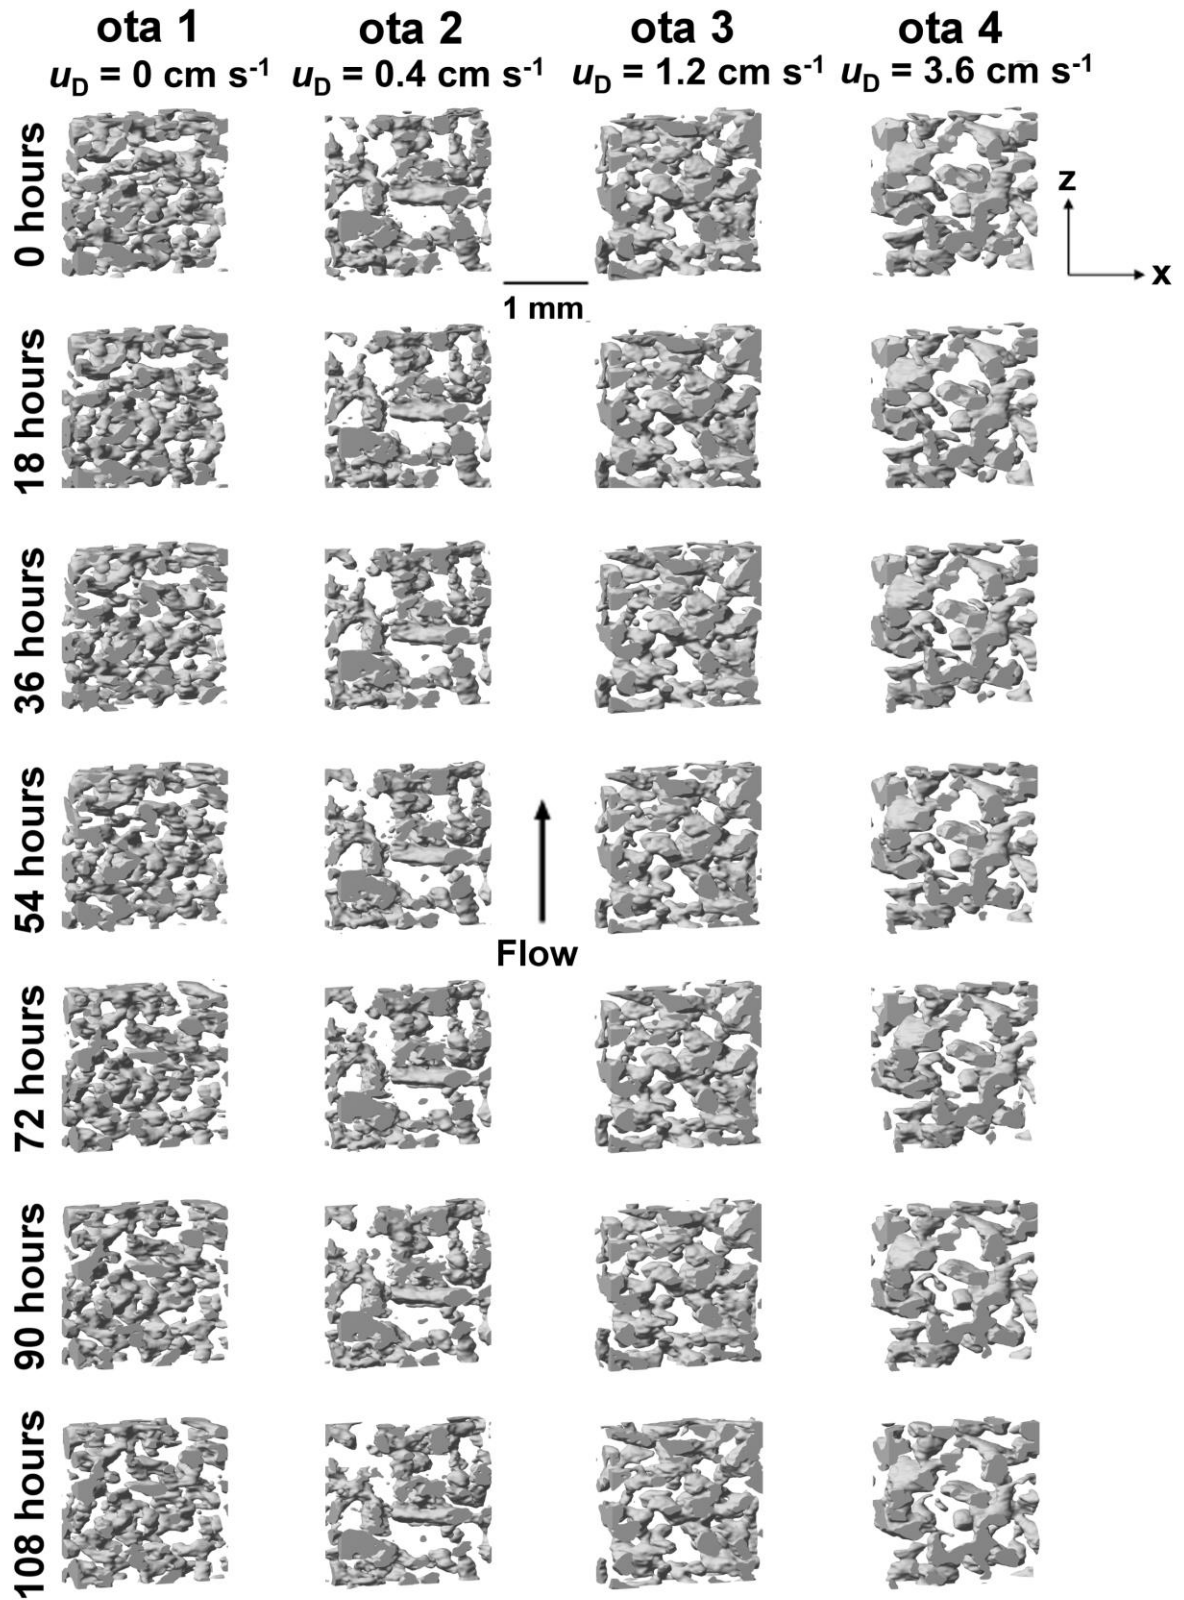 ota 1 ota 2 ota 3 ota 4
u_D = 0 cm s⁻¹ u_D = 0.4 cm s⁻¹ u_D = 1.2 cm s⁻¹ u_D = 3.6 cm s⁻¹
0 hours
z
x
1 mm
18 hours
36 hours
54 hours
Flow
72 hours
90 hours
108 hours